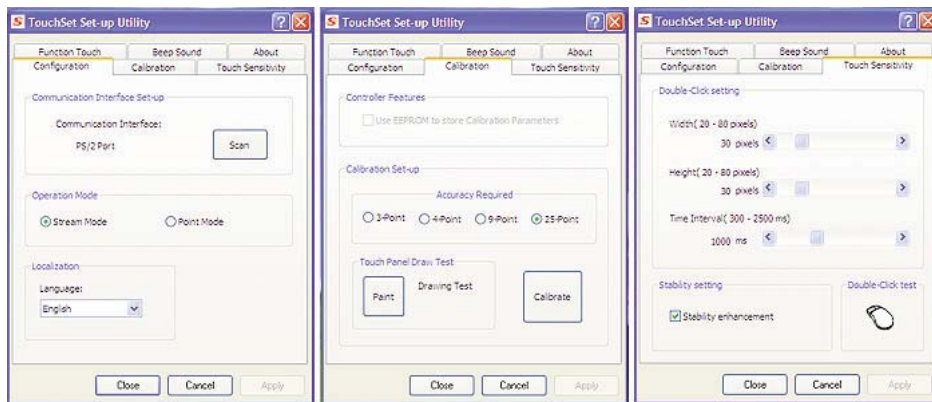 TouchSet Set-up Utility
Function Touch Beep Sound About
Configuration Calibration Touch Sensitivity
Communication Interface Set-up
Communication Interface:
PS/2 Port
Scan
Operation Mode
Stream Mode Point Mode
Localization
Language:
English
Close Cancel Apply
TouchSet Set-up Utility
Function Touch Beep Sound About
Configuration Calibration Touch Sensitivity
Controller Features
Use EEPROM to store Calibration Parameters
Calibration Set-up
Accuracy Required
3-Point 4-Point 9-Point 25-Point
Touch Panel Draw Test
Paint
Drawing Test
Calibrate
Close Cancel Apply
TouchSet Set-up Utility
Function Touch Beep Sound About
Configuration Calibration Touch Sensitivity
Double-Click setting
Width( 20 - 80 pixels)
30 pixels
Height( 20 - 80 pixels)
30 pixels
Time Interval( 300 - 2500 ms)
1000 ms
Stability setting
Stability enhancement
Double-Click test
Close Cancel Apply